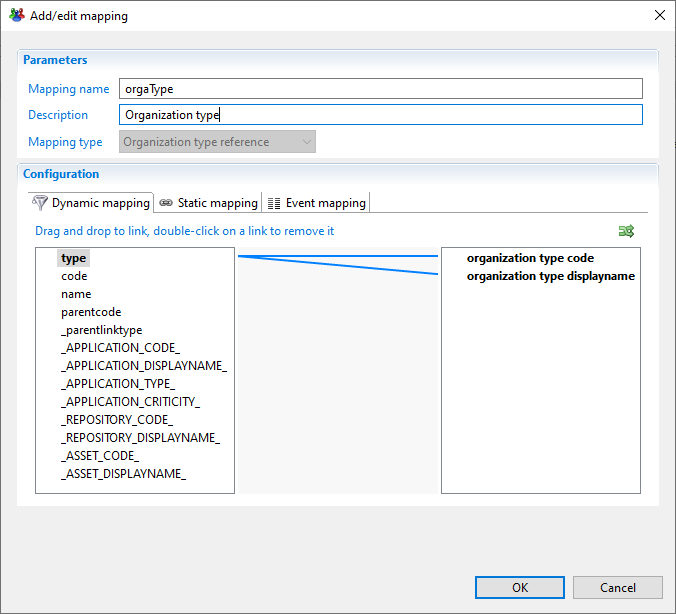 Add/edit mapping
Parameters
Mapping name orgaType
Description Organization type
Mapping type Organization type reference
Configuration
Dynamic mapping Static mapping Event mapping
Drag and drop to link, double-click on a link to remove it
type organization type code
code organization type displayname
name
parentcode
_parentlinktype
_APPLICATION_CODE_
_APPLICATION_DISPLAYNAME_
_APPLICATION_TYPE_
_APPLICATION_CRITICITY_
_REPOSITORY_CODE_
_REPOSITORY_DISPLAYNAME_
_ASSET_CODE_
_ASSET_DISPLAYNAME_
OK Cancel